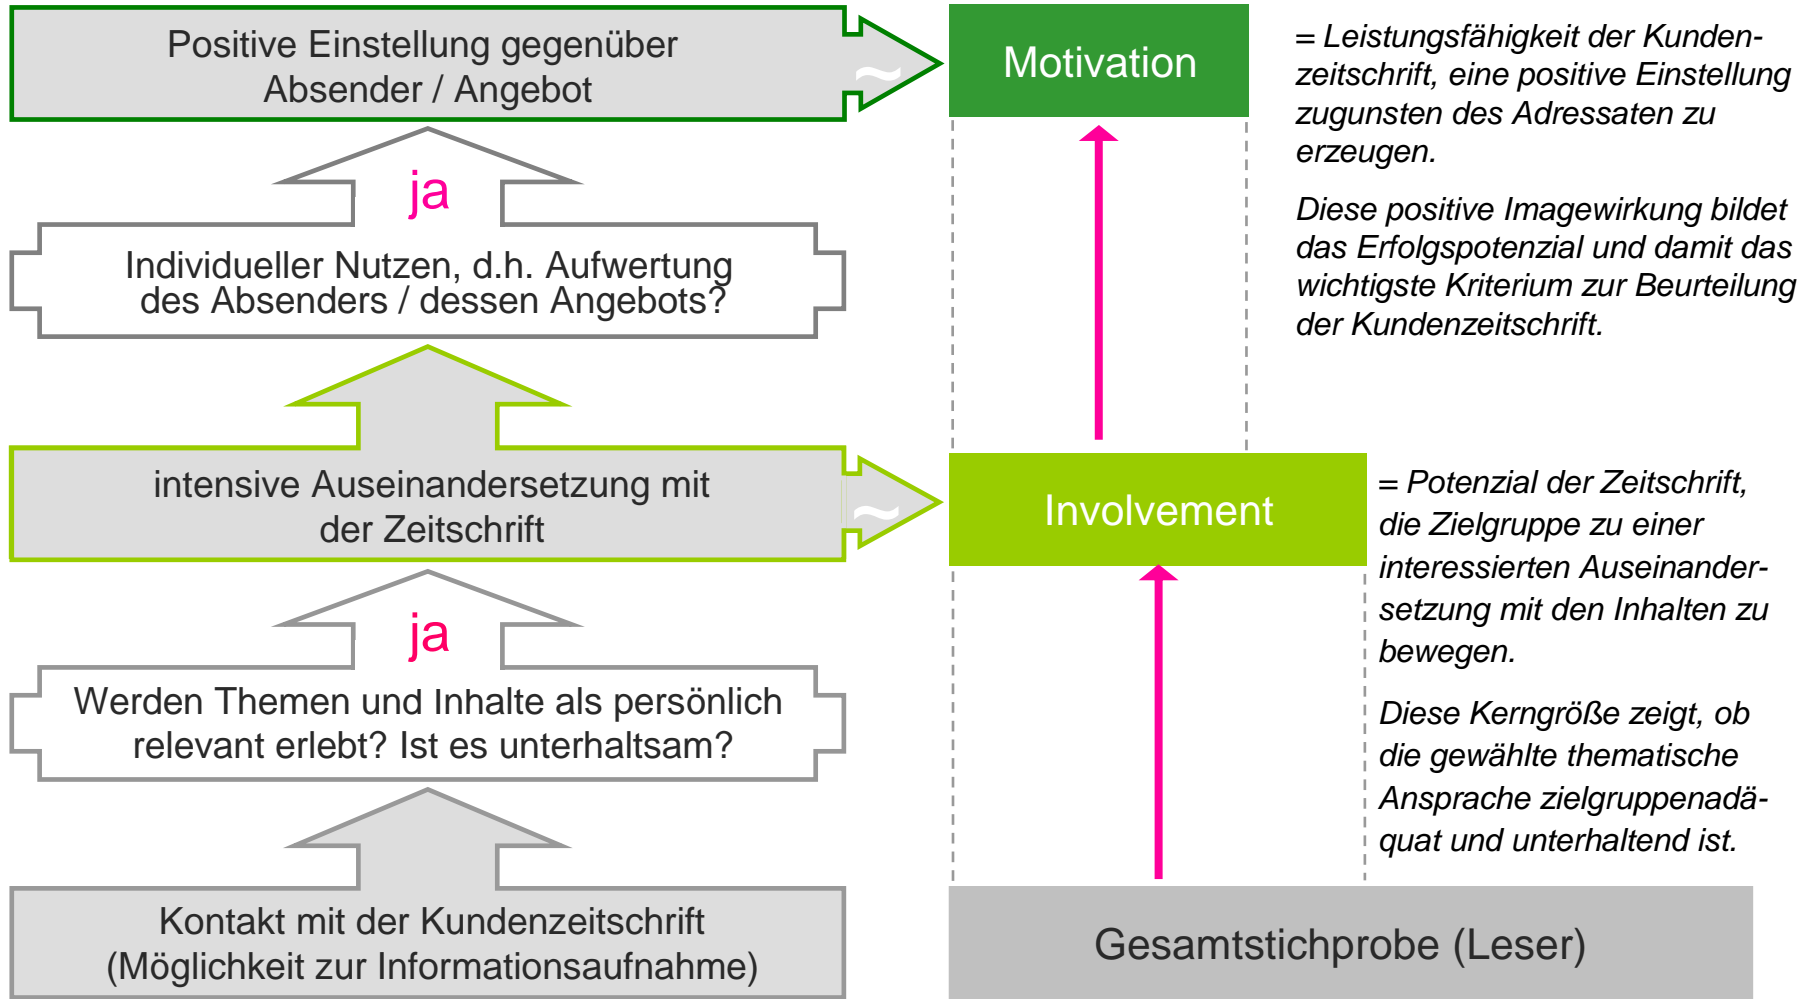 Positive Einstellung gegenüber
Absender / Angebot
~
Motivation
= Leistungsfähigkeit der Kunden-
zeitschrift, eine positive Einstellung
zugunsten des Adressaten zu
erzeugen.
Diese positive Imagewirkung bildet
das Erfolgspotenzial und damit das
wichtigste Kriterium zur Beurteilung
der Kundenzeitschrift.
ja
Individueller Nutzen, d.h. Aufwertung
des Absenders / dessen Angebots?
intensive Auseinandersetzung mit
der Zeitschrift
~
Involvement
= Potenzial der Zeitschrift,
die Zielgruppe zu einer
interessierten Auseinander-
setzung mit den Inhalten zu
bewegen.
Diese Kerngröße zeigt, ob
die gewählte thematische
Ansprache zielgruppenadä-
quat und unterhaltend ist.
ja
Werden Themen und Inhalte als persönlich
relevant erlebt? Ist es unterhaltsam?
Kontakt mit der Kundenzeitschrift
(Möglichkeit zur Informationsaufnahme)
Gesamtstichprobe (Leser)